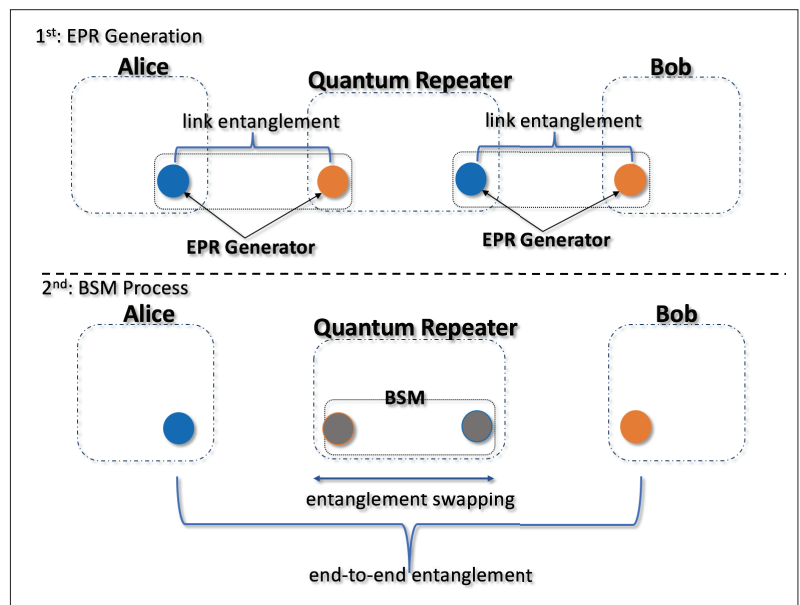 1st: EPR Generation
Alice
Quantum Repeater
Bob
link entanglement
link entanglement
EPR Generator
EPR Generator
2nd: BSM Process
Alice
Quantum Repeater
Bob
BSM
entanglement swapping
end-to-end entanglement